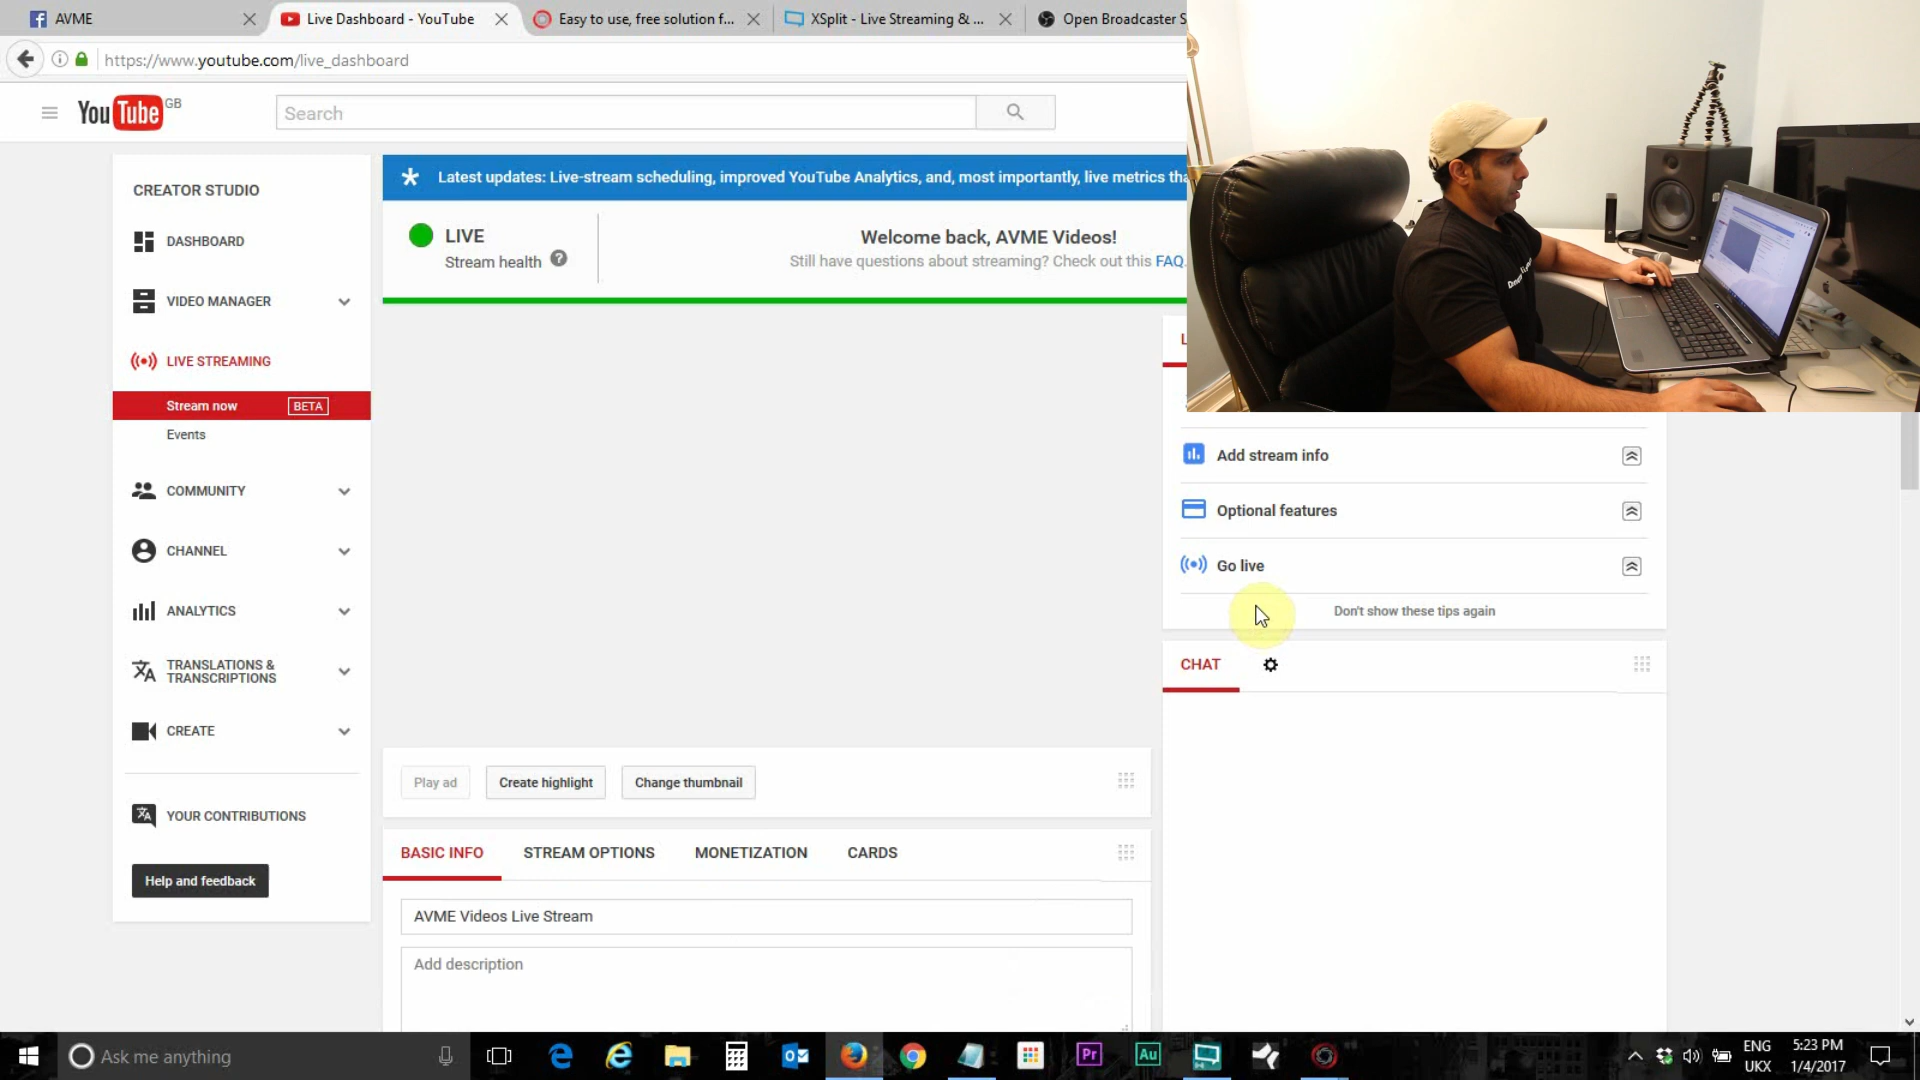 AVME
Live Dashboard - YouTube
Easy to use, free solution f...
XSplit - Live Streaming & ...
Open Broadcaster S
https://www.youtube.com/live_dashboard
YouTube GB
Search
CREATOR STUDIO
DASHBOARD
VIDEO MANAGER
LIVE STREAMING
Stream now BETA
Events
COMMUNITY
CHANNEL
ANALYTICS
TRANSLATIONS &
TRANSCRIPTIONS
CREATE
YOUR CONTRIBUTIONS
Help and feedback
Latest updates: Live-stream scheduling, improved YouTube Analytics, and, most importantly, live metrics tha
LIVE
Stream health ?
Welcome back, AVME Videos!
Still have questions about streaming? Check out this FAQ.
Add stream info
Optional features
Go live
Don't show these tips again
CHAT
Play ad
Create highlight
Change thumbnail
BASIC INFO
STREAM OPTIONS
MONETIZATION
CARDS
AVME Videos Live Stream
Add description
Ask me anything
Pr
Au
ENG
UKX
5:23 PM
1/4/2017